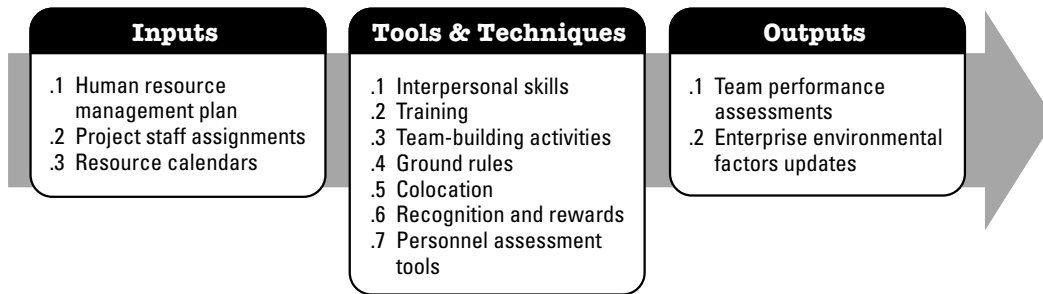 Inputs
.1 Human resource
management plan
.2 Project staff assignments
.3 Resource calendars
Tools & Techniques
.1 Interpersonal skills
.2 Training
.3 Team-building activities
.4 Ground rules
.5 Colocation
.6 Recognition and rewards
.7 Personnel assessment
tools
Outputs
.1 Team performance
assessments
.2 Enterprise environmental
factors updates